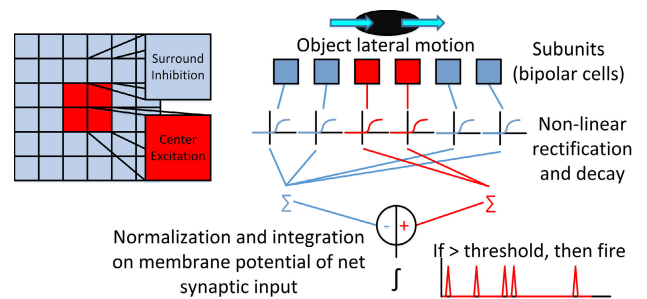 Object lateral motion
Surround
Inhibition
Center
Excitation
Subunits
(bipolar cells)
Non-linear
rectification
and decay
Σ
Σ
- +
∫
Normalization and integration
on membrane potential of net
synaptic input
If > threshold, then fire